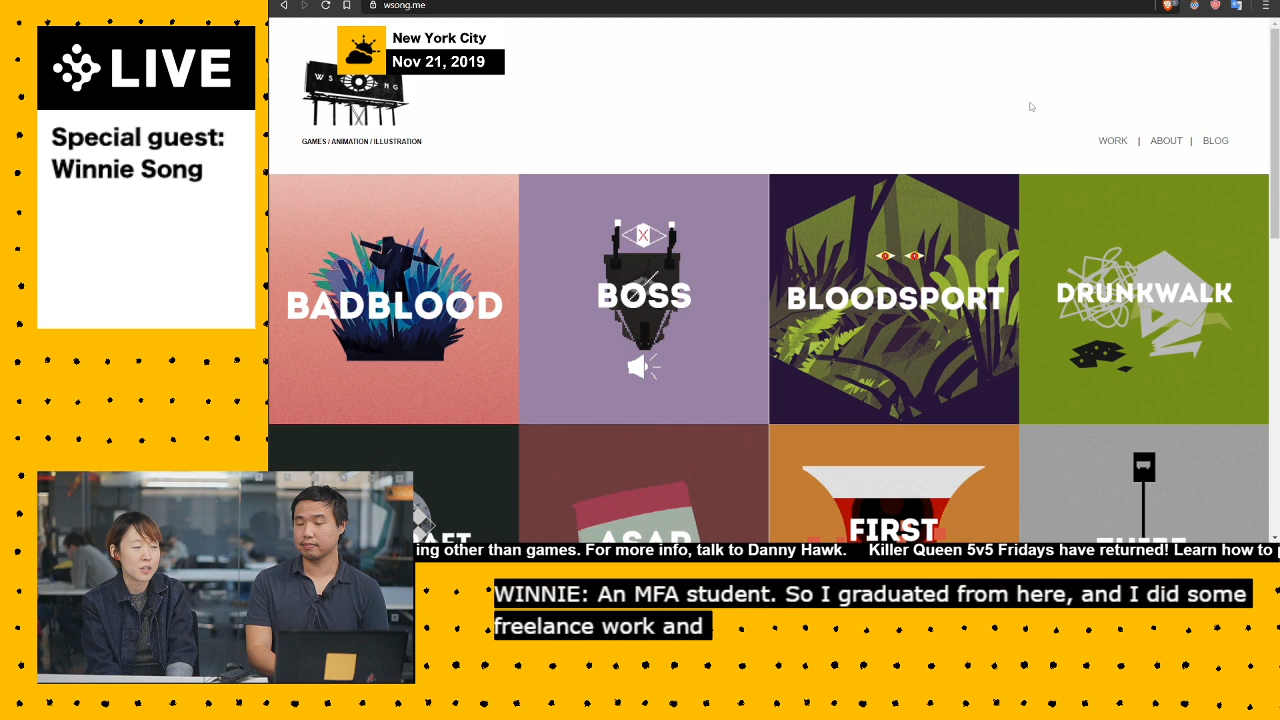 wsong.me
LIVE
Special guest:
Winnie Song
New York City
Nov 21, 2019
W S NG
GAMES / ANIMATION / ILLUSTRATION
WORK | ABOUT | BLOG
BADBLOOD
BOSS
BLOODSPORT
DRUNKWALK
ASAP
FIRST
ing other than games. For more info, talk to Danny Hawk. Killer Queen 5v5 Fridays have returned! Learn how to
WINNIE: An MFA student. So I graduated from here, and I did some
freelance work and